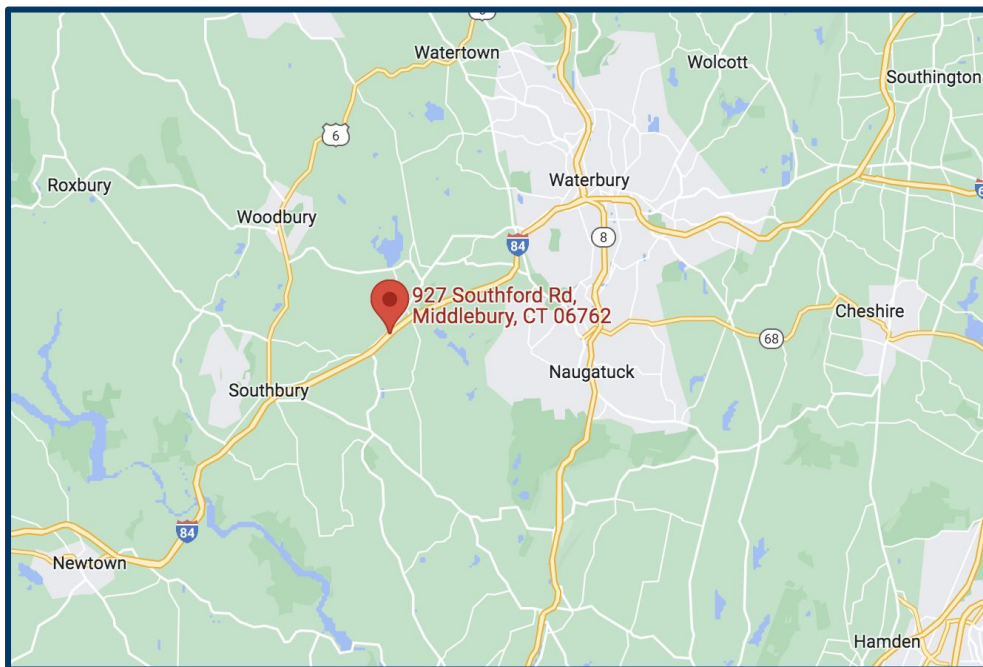 Watertown
Wolcott
Southington
6
Roxbury
Waterbury
Woodbury
8
84
927 Southford Rd,
Middlebury, CT 06762
Cheshire
68
Naugatuck
Southbury
84
Newtown
Hamden